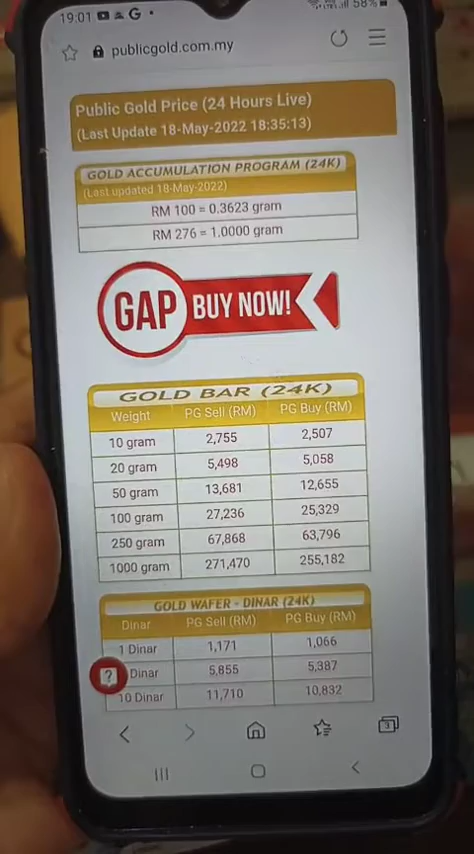 19:01 G •
58%
publicgold.com.my
Public Gold Price (24 Hours Live)
(Last Update 18-May-2022 18:35:13)
GOLD ACCUMULATION PROGRAM (24K)
(Last updated 18-May-2022)
RM 100 = 0.3623 gram
RM 276 = 1.0000 gram
GAP BUY NOW!
GOLD BAR (24K)
Weight PG Sell (RM) PG Buy (RM)
10 gram 2,755 2,507
20 gram 5,498 5,058
50 gram 13,681 12,655
100 gram 27,236 25,329
250 gram 67,868 63,796
1000 gram 271,470 255,182
GOLD WAFER - DINAR (24K)
Dinar PG Sell (RM) PG Buy (RM)
1 Dinar 1,171 1,066
? Dinar 5,855 5,387
10 Dinar 11,710 10,832